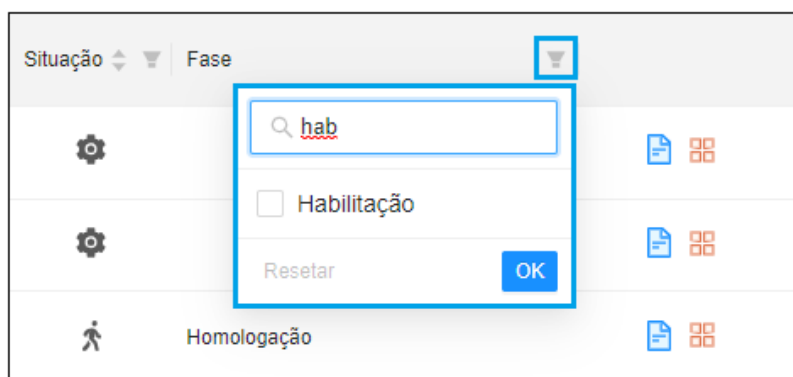 Situação Fase
hab
Habilitação
Resetar OK
Homologação